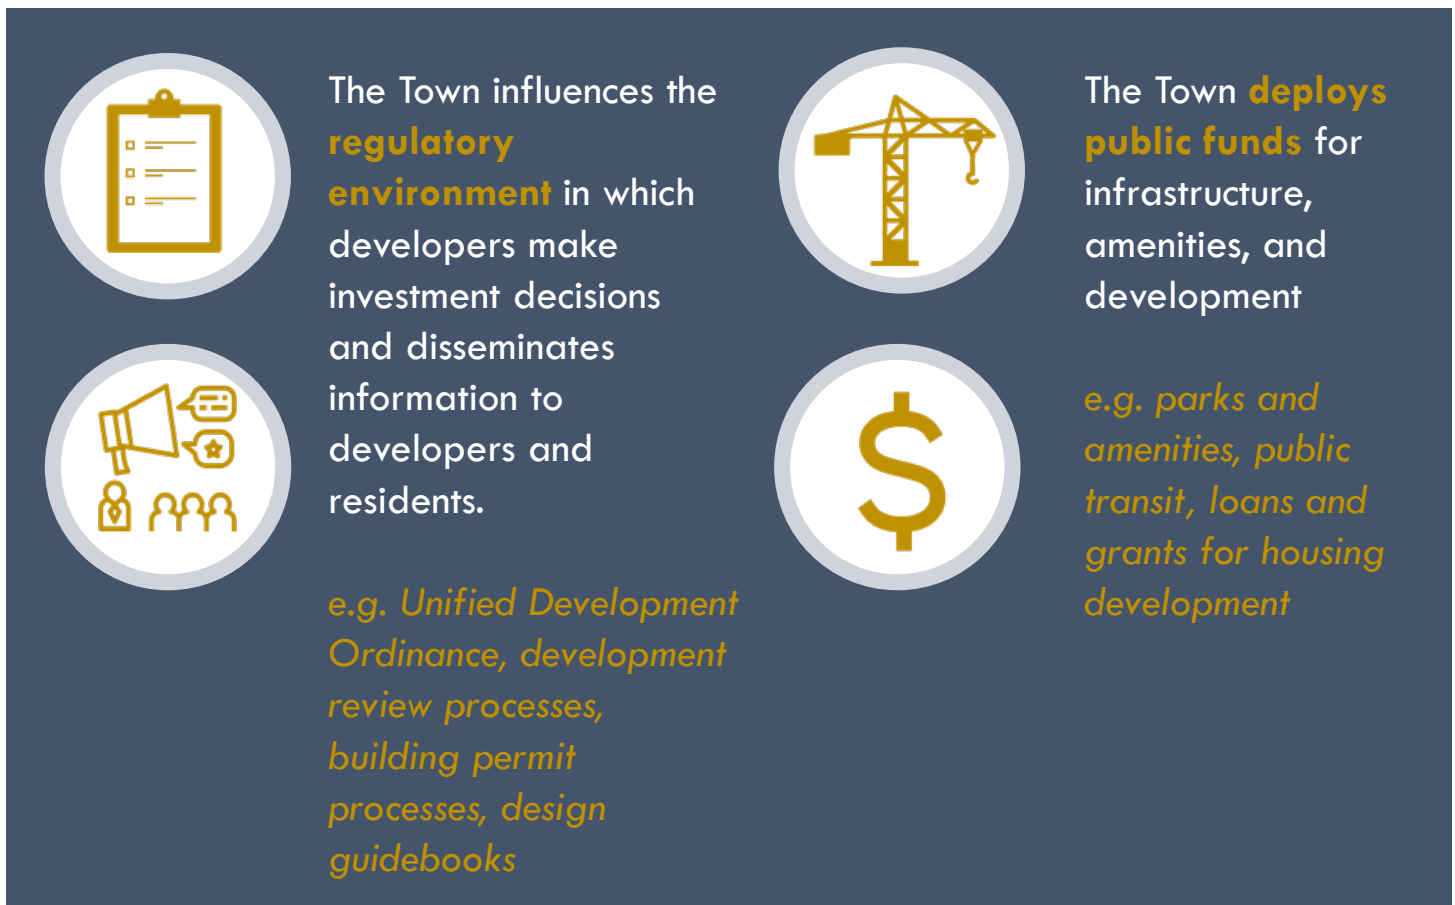 The Town influences the
regulatory
environment in which
developers make
investment decisions
and disseminates
information to
developers and
residents.
e.g. Unified Development
Ordinance, development
review processes,
building permit
processes, design
guidebooks
The Town deploys
public funds for
infrastructure,
amenities, and
development
e.g. parks and
amenities, public
transit, loans and
grants for housing
development